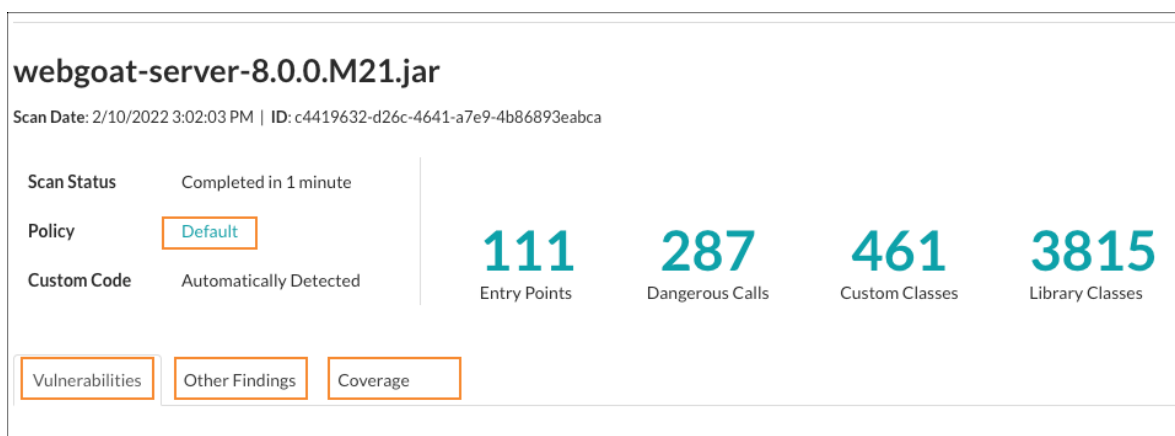 webgoat-server-8.0.0.M21.jar
Scan Date: 2/10/2022 3:02:03 PM | ID: c4419632-d26c-4641-a7e9-4b86893eabca
Scan Status Completed in 1 minute
Policy Default
Custom Code Automatically Detected
111 287 461 3815
Entry Points Dangerous Calls Custom Classes Library Classes
Vulnerabilities Other Findings Coverage